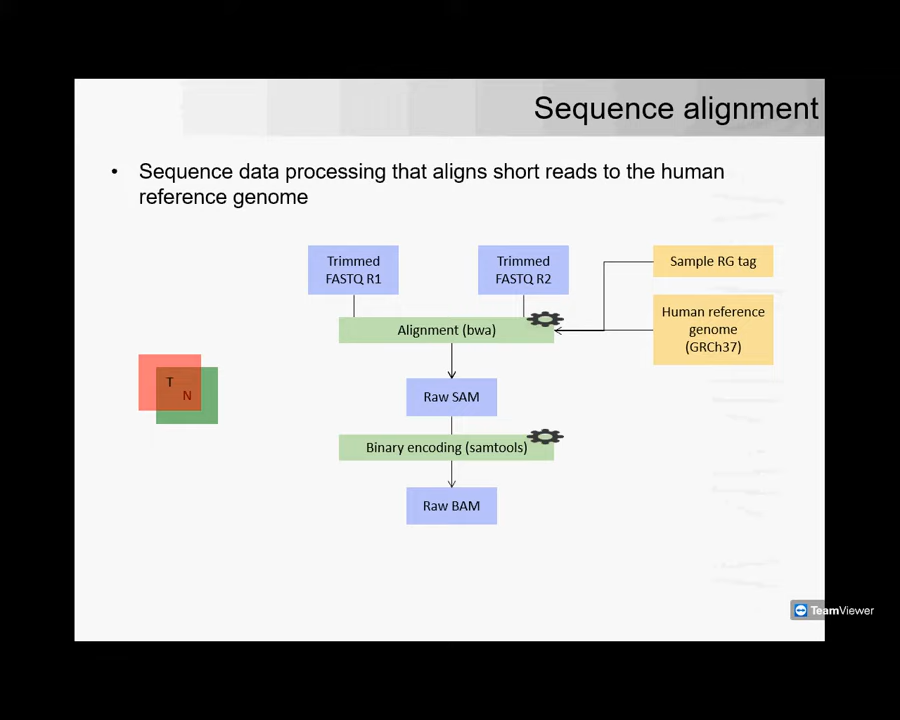 Sequence alignment
• Sequence data processing that aligns short reads to the human
reference genome
Trimmed
FASTQ R1
Trimmed
FASTQ R2
Sample RG tag
Human reference
genome
(GRCh37)
Alignment (bwa)
T
N
Raw SAM
Binary encoding (samtools)
Raw BAM
TeamViewer